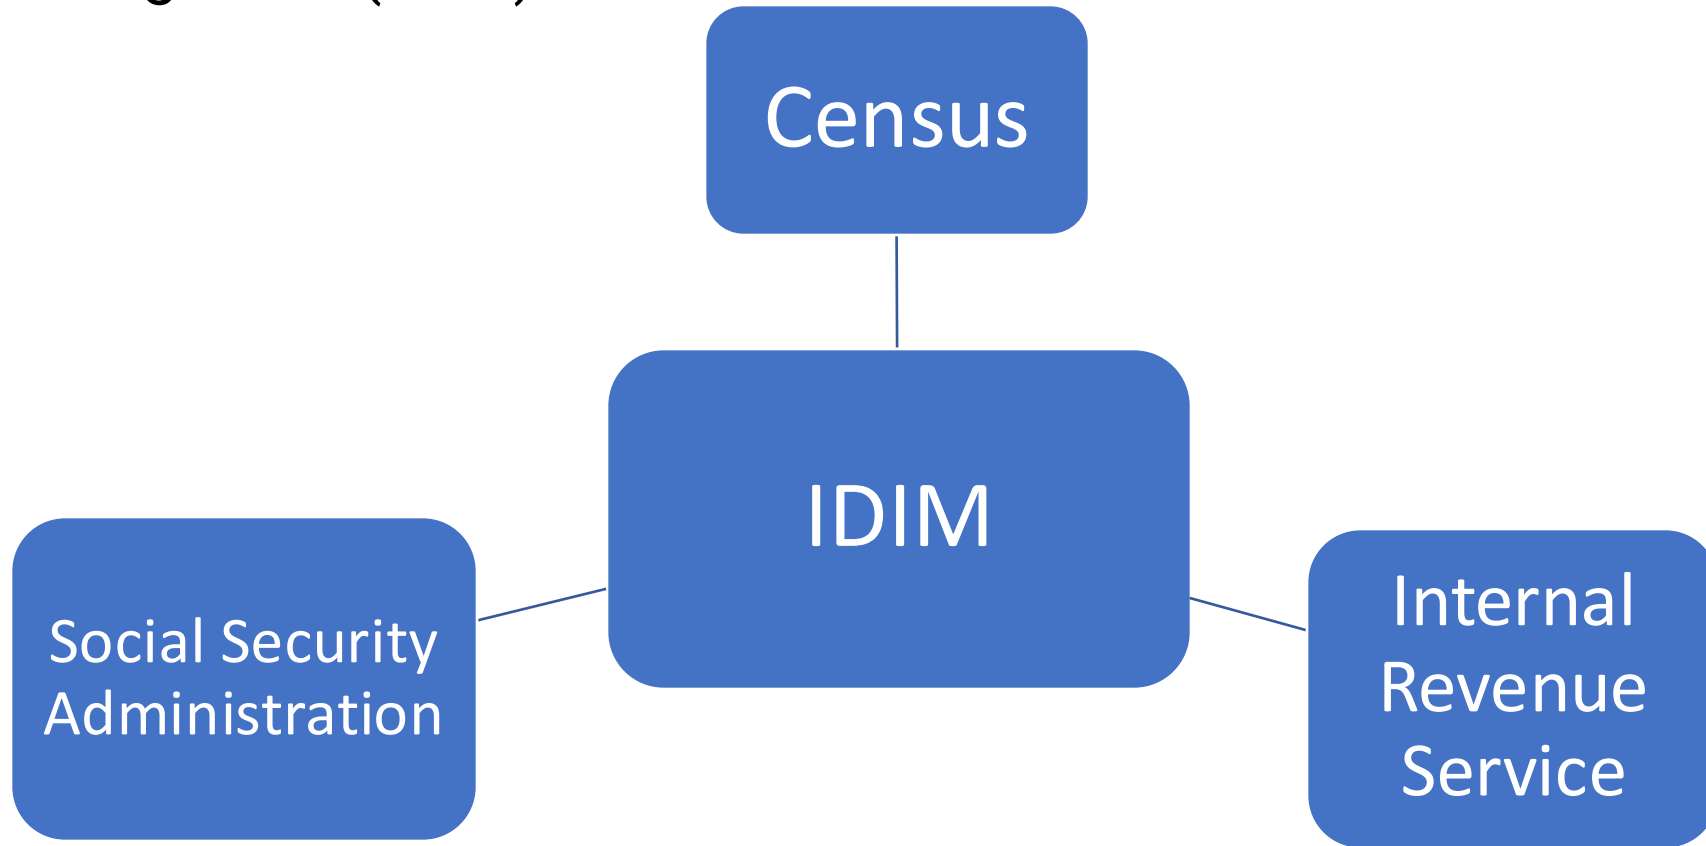 Census
IDIM
Social Security
Administration
Internal
Revenue
Service